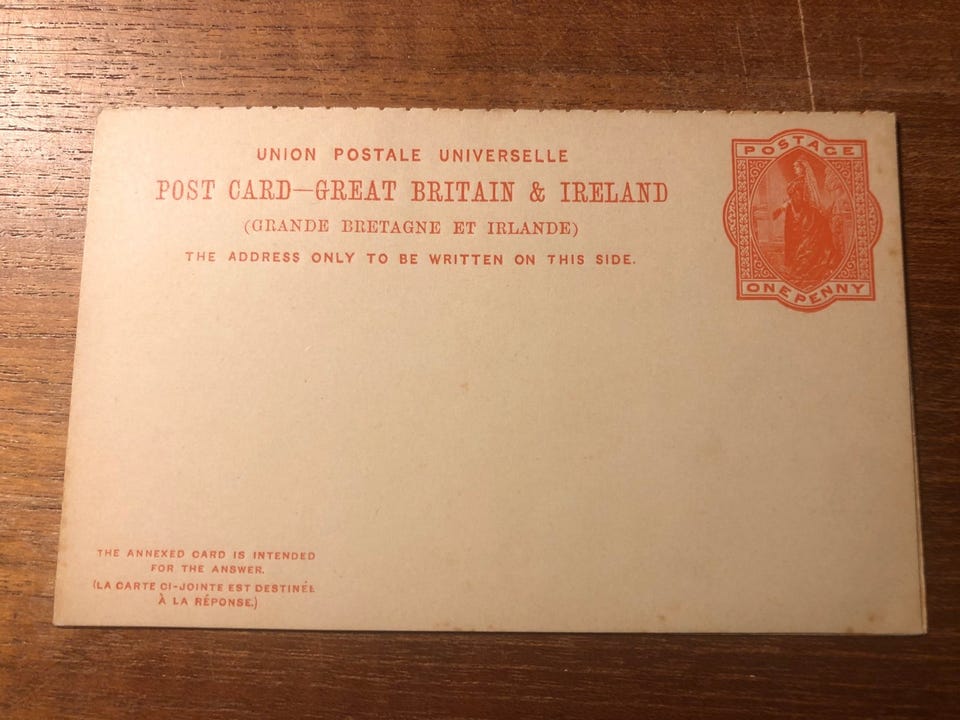 UNION POSTALE UNIVERSELLE
POST CARD—GREAT BRITAIN & IRELAND
(GRANDE BRETAGNE ET IRLANDE)
THE ADDRESS ONLY TO BE WRITTEN ON THIS SIDE.
POSTAGE
ONE PENNY
THE ANNEXED CARD IS INTENDED
FOR THE ANSWER.
(LA CARTE CI-JOINTE EST DESTINÉE
À LA RÉPONSE.)